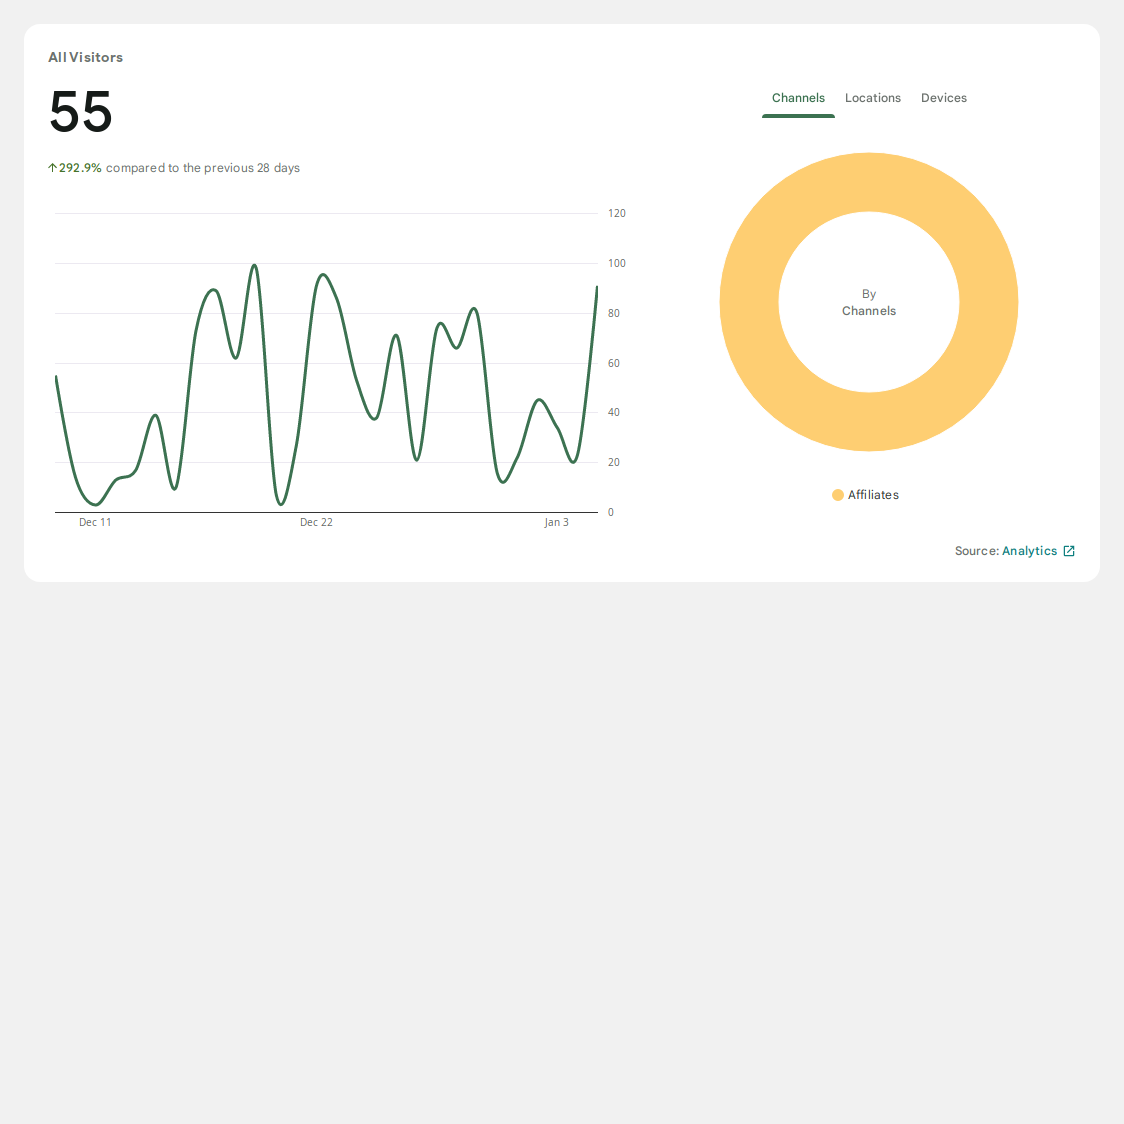 All Visitors
55
292.9% compared to the previous 28 days
120
100
80
60
40
20
0
Dec 11
Dec 22
Jan 3
Channels
Locations
Devices
By
Channels
Affiliates
Source: Analytics